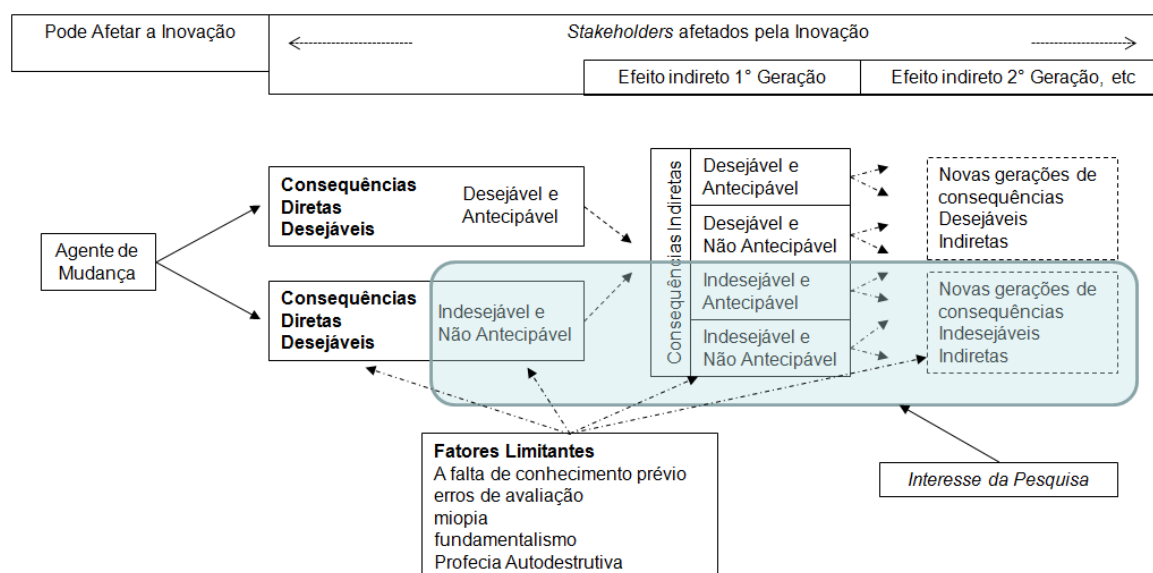 Pode Afetar a Inovação
Stakeholders afetados pela Inovação
Efeito indireto 1° Geração
Efeito indireto 2° Geração, etc
Agente de
Mudança
Consequências
Diretas
Desejáveis
Desejável e
Antecipável
Consequências
Diretas
Desejáveis
Indesejável e
Não Antecipável
Consequências Indiretas
Desejável e
Antecipável
Desejável e
Não Antecipável
Indesejável e
Antecipável
Indesejável e
Não Antecipável
Novas gerações de
consequências
Desejáveis
Indiretas
Novas gerações de
consequências
Indesejáveis
Indiretas
Fatores Limitantes
A falta de conhecimento prévio
erros de avaliação
miopia
fundamentalismo
Profecia Autodestrutiva
Interesse da Pesquisa